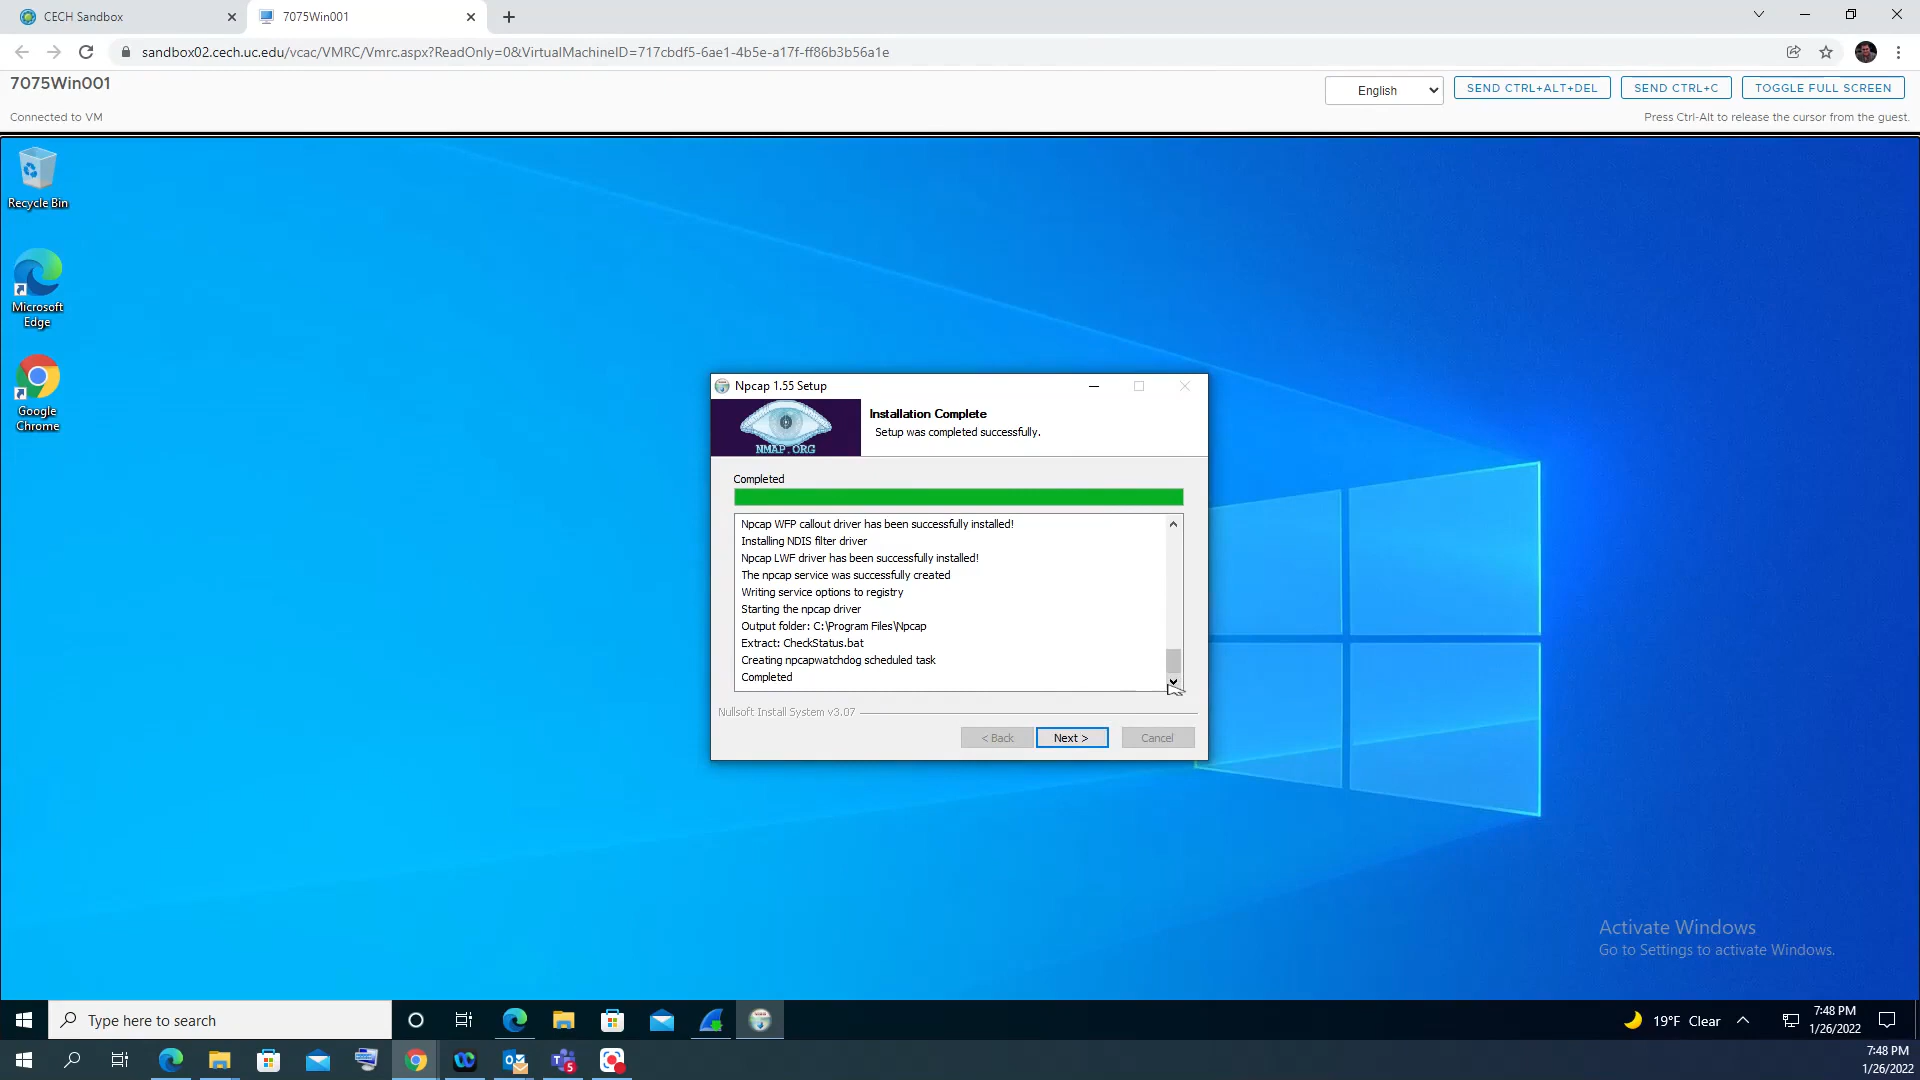 CECH Sandbox
7075Win001
sandbox02.cech.uc.edu/vcac/VMRC/Vmrc.aspx?ReadOnly=0&VirtualMachineID=717cbdf5-6ae1-4b5e-a17f-ff86b3b56a1e
7075Win001
English
SEND CTRL+ALT+DEL
SEND CTRL+C
TOGGLE FULL SCREEN
Connected to VM
Press Ctrl-Alt to release the cursor from the guest.
Recycle Bin
Microsoft
Edge
Google
Chrome
Npcap 1.55 Setup
NMAP.ORG
Installation Complete
Setup was completed successfully.
Completed
Npcap WFP callout driver has been successfully installed!
Installing NDIS filter driver
Npcap LWF driver has been successfully installed!
The npcap service was successfully created
Writing service options to registry
Starting the npcap driver
Output folder: C:\Program Files\Npcap
Extract: CheckStatus.bat
Creating npcapwatchdog scheduled task
Completed
Nullsoft Install System v3.07
< Back
Next >
Cancel
Activate Windows
Go to Settings to activate Windows.
Type here to search
19°F Clear
7:48 PM
1/26/2022
7:48 PM
1/26/2022